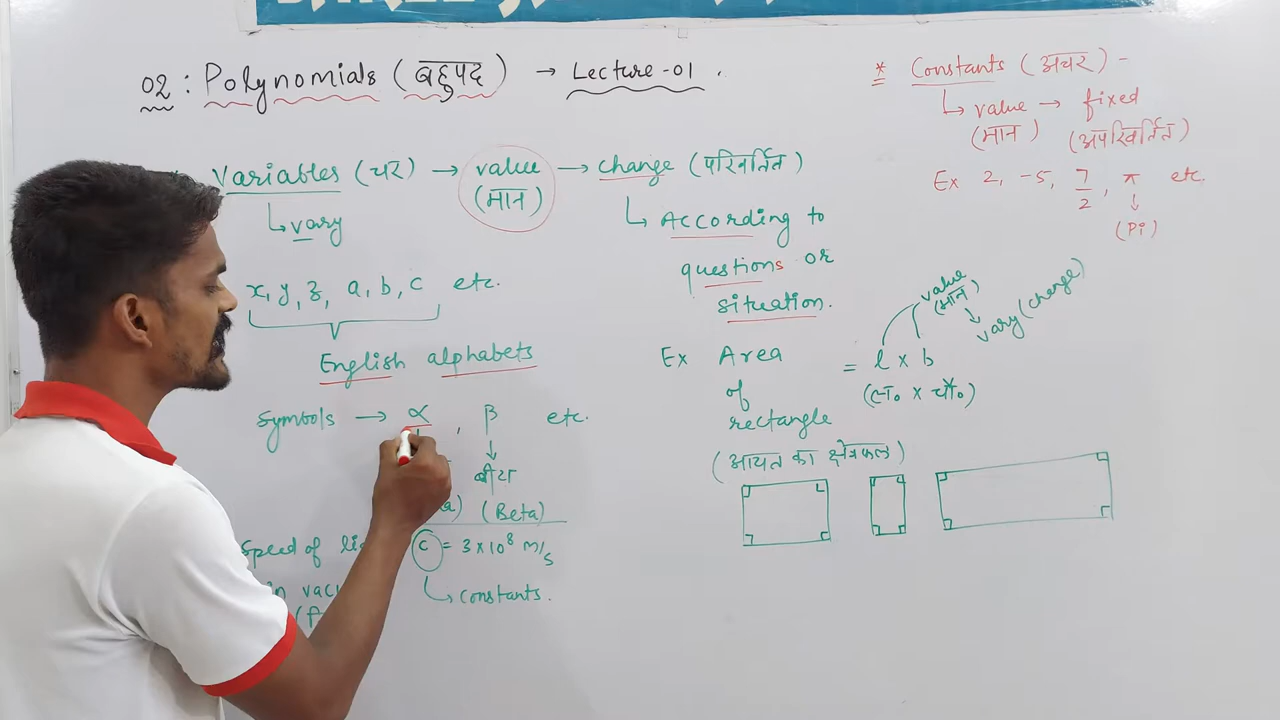 02 : Polynomials (बहुपद) → Lecture-01 .
Variables (चर) → value → change (परिवर्तित)
(मान)
↳ vary
↳ According to
questions or
situation.
x, y, z, a, b, c etc.
English alphabets
Symbols → α , β etc.
बीटा
(Beta)
Speed of
c = 3 × 10⁸ m/s
in
↳ constants.
Ex Area
of
rectangle
= l × b
(ल० × चौ०)
(आयत का क्षेत्रफल)
value
(मान)
vary (change)
* Constants (अचर) -
↳ value → fixed
(मान) (अपरिवर्तित)
Ex 2, -5, 7/2, π etc.
(Pi)